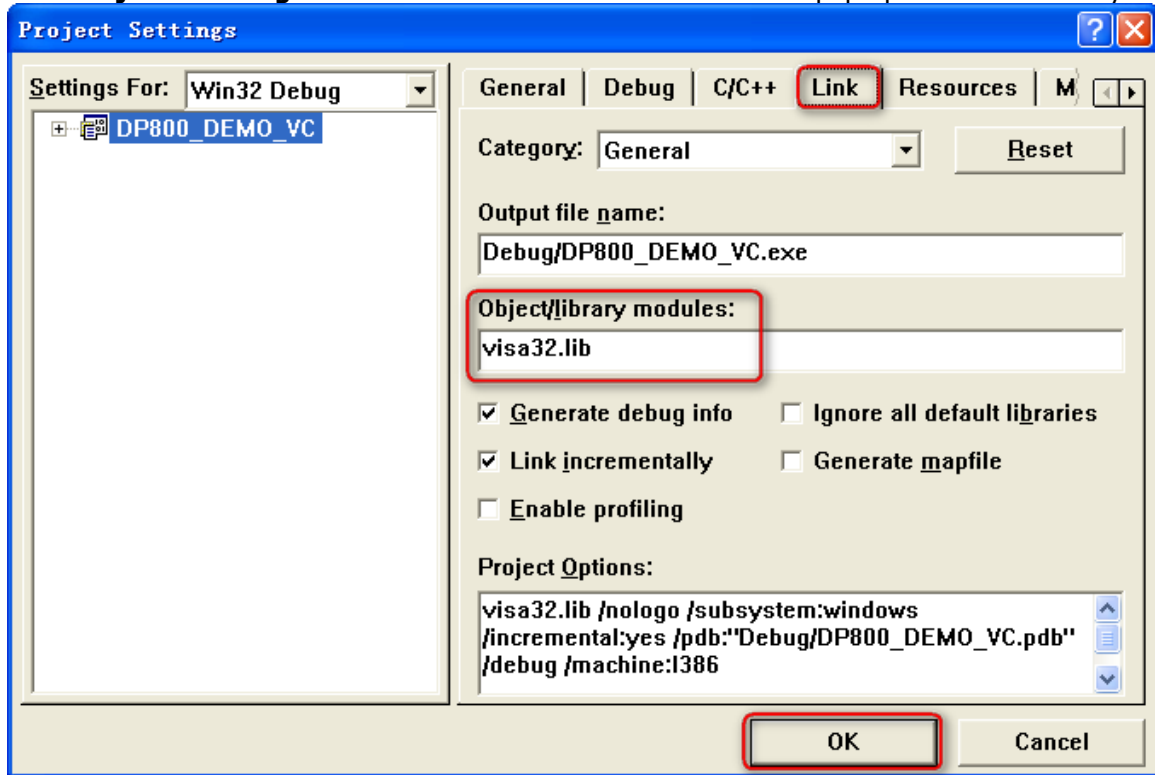 Project Settings
Settings For: Win32 Debug
DP800_DEMO_VC
General Debug C/C++ Link Resources M
Category: General Reset
Output file name:
Debug/DP800_DEMO_VC.exe
Object/library modules:
visa32.lib
Generate debug info Ignore all default libraries
Link incrementally Generate mapfile
Enable profiling
Project Options:
visa32.lib /nologo /subsystem:windows
/incremental:yes /pdb:"Debug/DP800_DEMO_VC.pdb"
/debug /machine:I386
OK Cancel